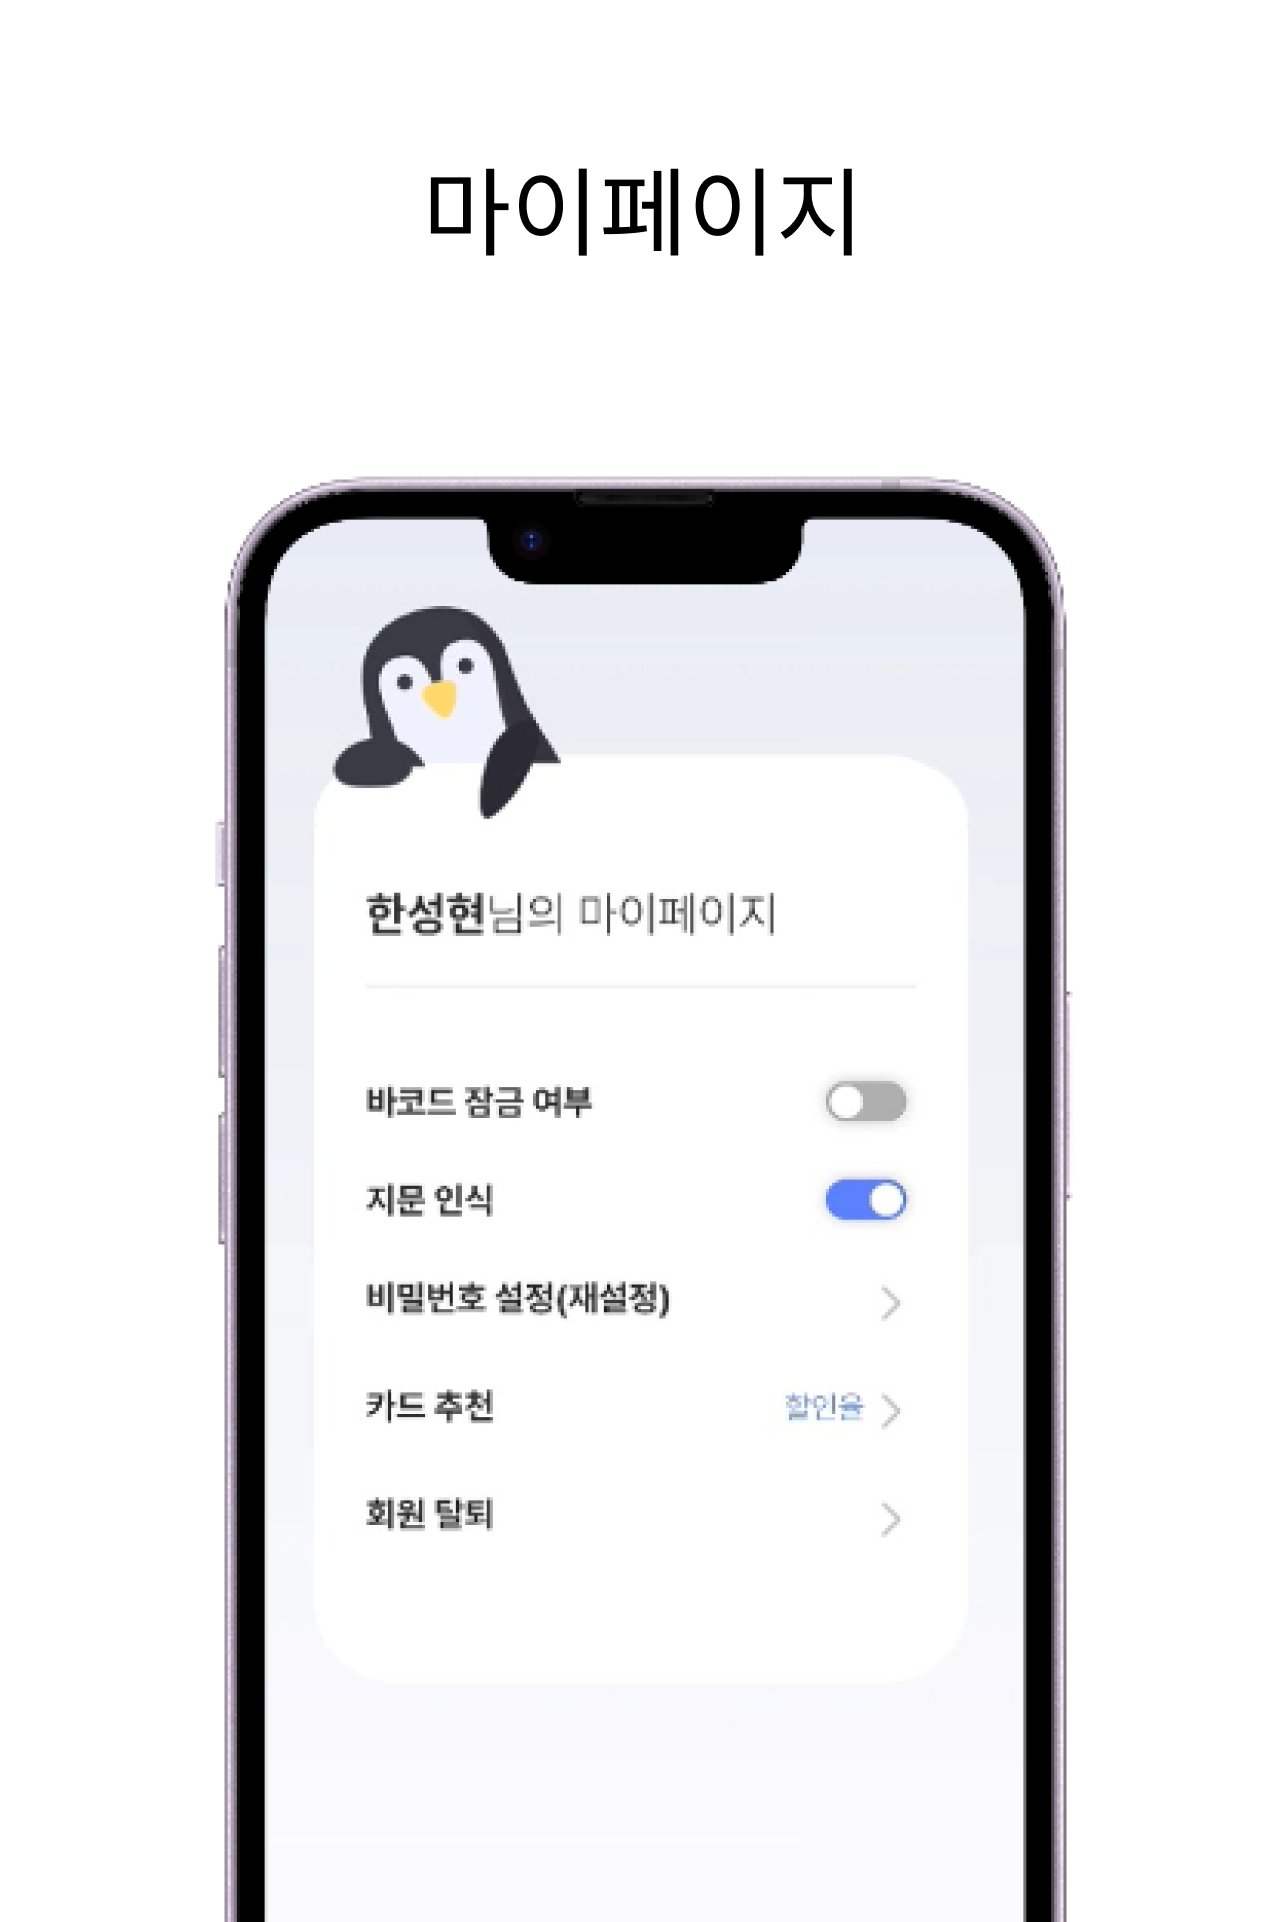 마이페이지
한성현님의 마이페이지
바코드 잠금 여부
지문 인식
비밀번호 설정(재설정)
카드 추천 할인율
회원 탈퇴